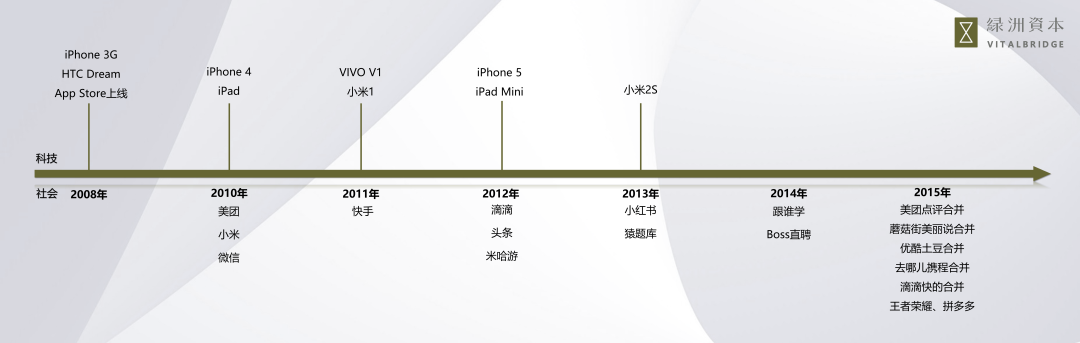 綠洲資本
VITALBRIDGE
iPhone 3G
HTC Dream
App Store上线
iPhone 4
iPad
VIVO V1
小米1
iPhone 5
iPad Mini
小米2S
科技
社会
2008年
2010年
美团
小米
微信
2011年
快手
2012年
滴滴
头条
米哈游
2013年
小红书
猿题库
2014年
跟谁学
Boss直聘
2015年
美团点评合并
蘑菇街美丽说合并
优酷土豆合并
去哪儿携程合并
滴滴快的合并
王者荣耀、拼多多